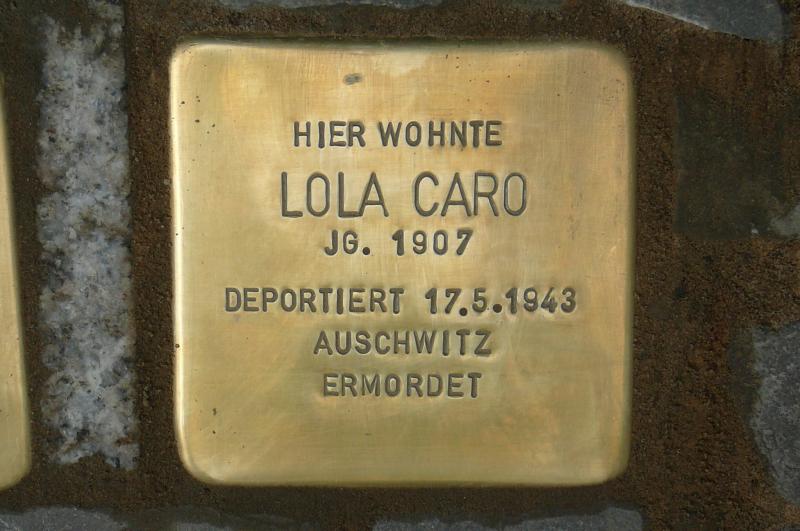 HIER WOHNTE
LOLA CARO
JG. 1907
DEPORTIERT 17.5.1943
AUSCHWITZ
ERMORDET